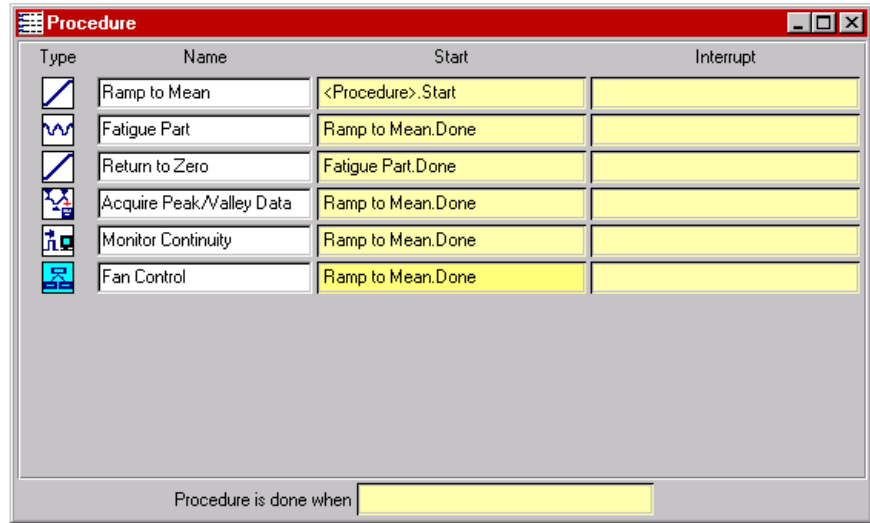 Procedure
Type Name Start Interrupt
Ramp to Mean <Procedure>.Start
Fatigue Part Ramp to Mean.Done
Return to Zero Fatigue Part.Done
Acquire Peak/Valley Data Ramp to Mean.Done
Monitor Continuity Ramp to Mean.Done
Fan Control Ramp to Mean.Done
Procedure is done when